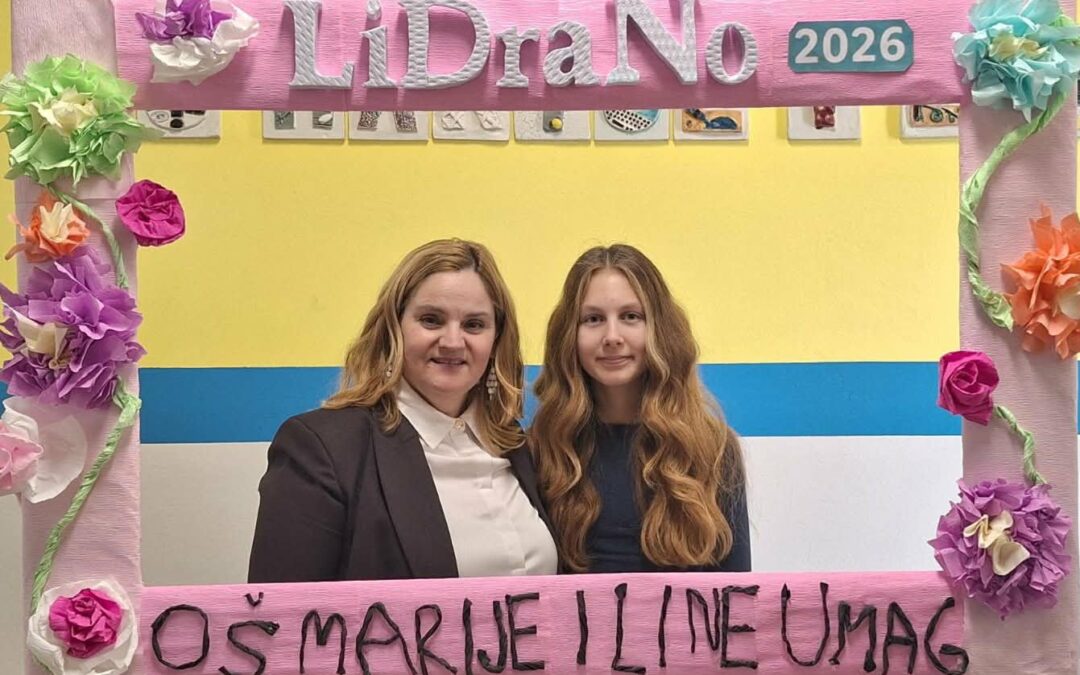 LiDraNo 2026
OŠ MARIJE I LINE UMAG